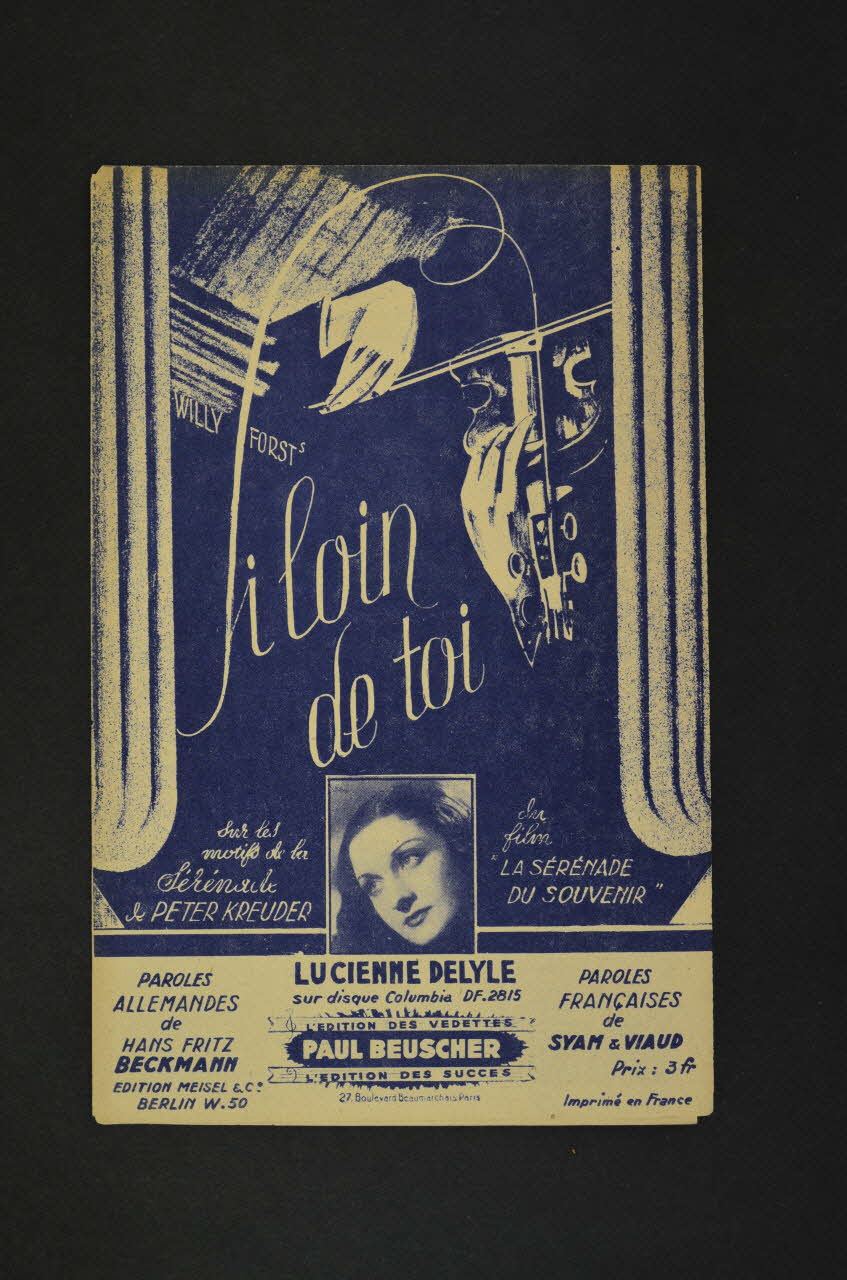 WILLY
FORSTs
Si loin
de toi
sur les
motifs de la
Sérénade
de PETER KREUDER
du
film
"LA SÉRÉNADE
DU SOUVENIR"
LUCIENNE DELYLE
sur disque Columbia DF.2815
L'EDITION DES VEDETTES
PAUL BEUSCHER
L'EDITION DES SUCCES
27, Boulevard Beaumarchais, Paris
PAROLES
ALLEMANDES
de
HANS FRITZ
BECKMANN
EDITION MEISEL & Co
BERLIN W.50
PAROLES
FRANÇAISES
de
SYAM & VIAUD
Prix : 3 fr
Imprimé en France